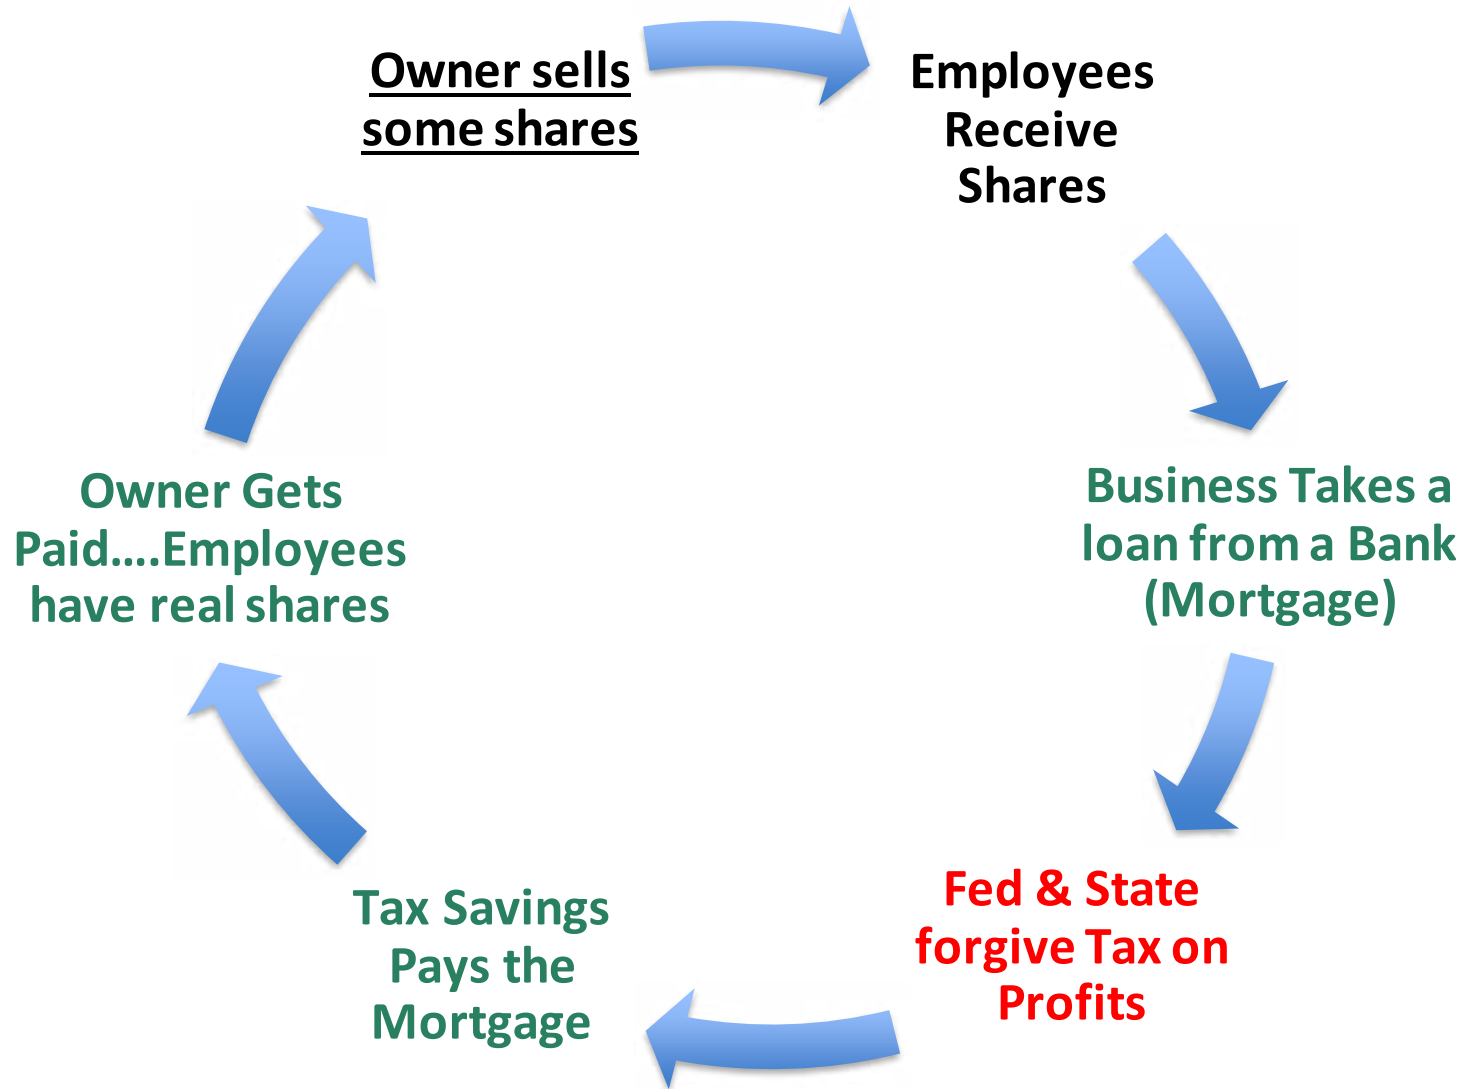 Owner sells
some shares
Employees
Receive
Shares
Business Takes a
loan from a Bank
(Mortgage)
Fed & State
forgive Tax on
Profits
Tax Savings
Pays the
Mortgage
Owner Gets
Paid....Employees
have real shares